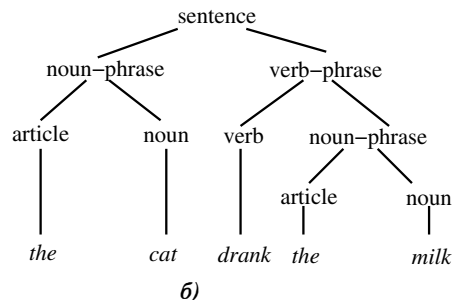 sentence
noun–phrase verb–phrase
article noun verb noun–phrase
article noun
the cat drank the milk
б)